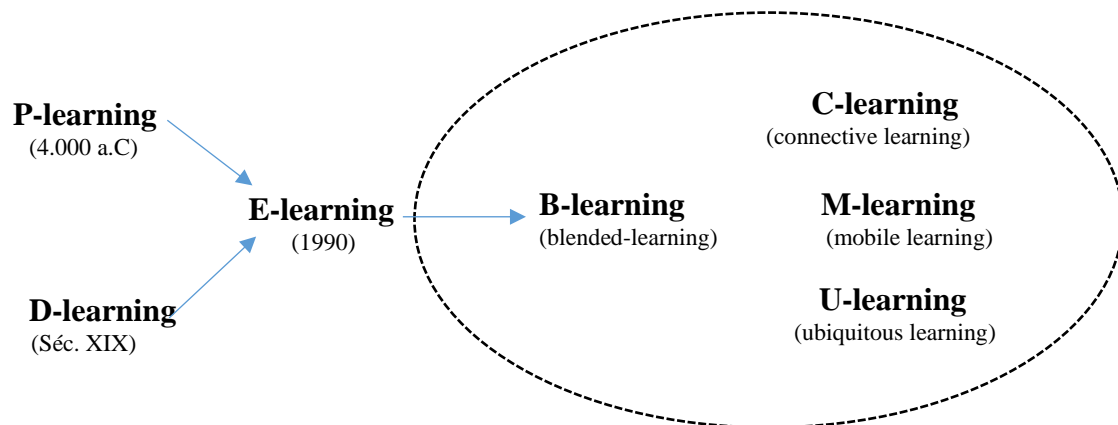 P-learning
(4.000 a.C)
D-learning
(Séc. XIX)
E-learning
(1990)
B-learning
(blended-learning)
C-learning
(connective learning)
M-learning
(mobile learning)
U-learning
(ubiquitous learning)